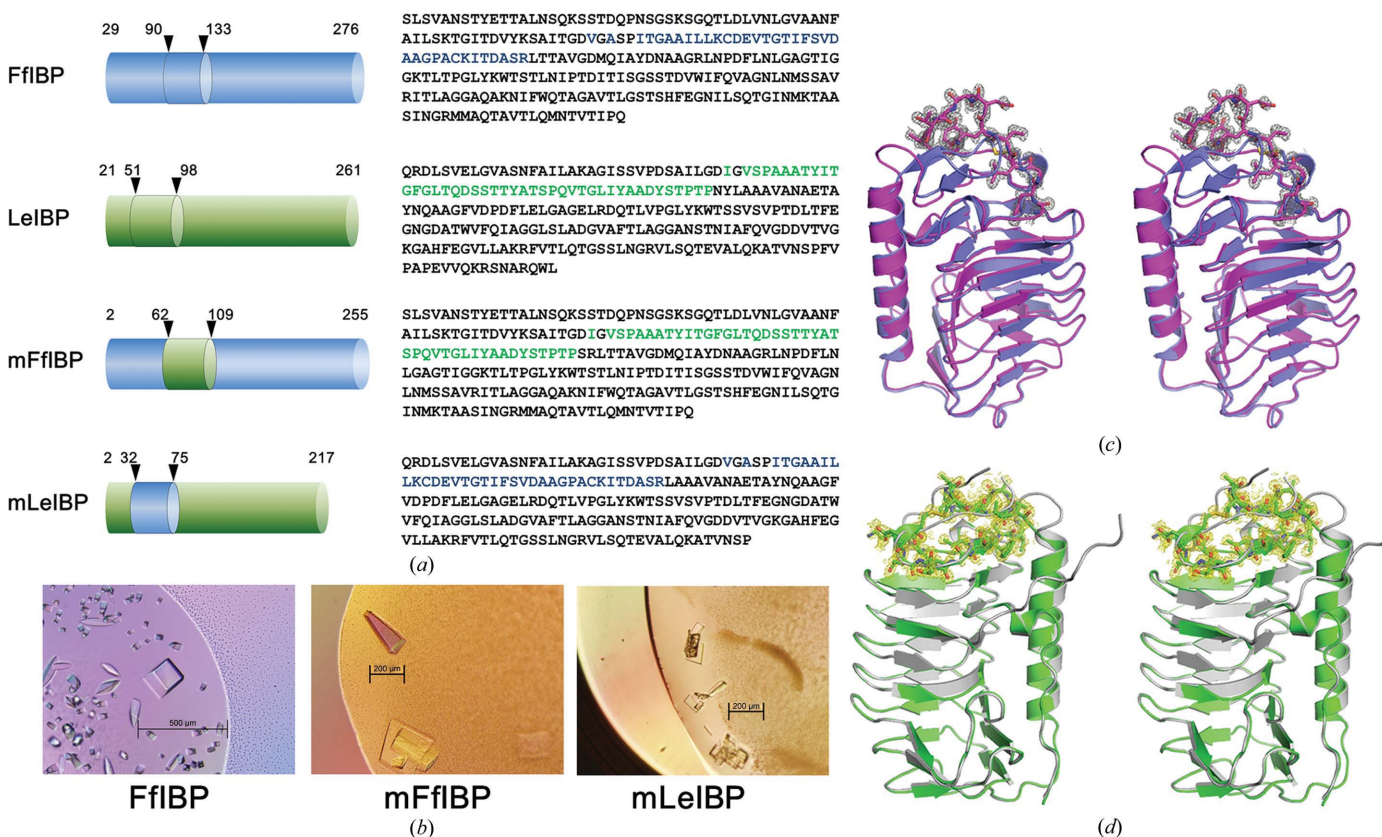 (a)
29 90 133 276
FfIBP
SLSVANSTYETTALNSQKSSTDQPNSGSKSGQTLDLVNLGVAANF
AILSKTGITDVYKSAITGDVGASPITGAAILLKCDEVTGTIFSVD
AAGPACKITDASRLTTAVGDMQIAYDNAAGRLNPDFLNLGAGTIG
GKTLTPGLYKWTSTLNIPTDITISGSSTDVWIFQVAGNLNMSSAV
RITLAGGAQAKNIFWQTAGAVTLGSTSHFEGNILSQTGINMKTAA
SINGRMMAQTAVTLQMNTVTIPQ
21 51 98 261
LeIBP
QRDLSVELGVASNFAILAKAGISSVPDSAILGDIGVSPAAATYIT
GFGLTQDSSTTYATSPQVTGLIYAADYSTPTPNYLAAAVANAETA
YNQAAGFVDPDFLELGAGELRDQTLVPGLYKWTSSVSVPTDLTFE
GNGDATWVFQIAGGLSLADGVAFTLAGGANSTNIAFQVGDDVTVG
KGAHFEGVLLAKRFVTLQTGSSLNGRVLSQTEVALQKATVNSPFV
PAPEVVQKRSNARQWL
2 62 109 255
mFfIBP
SLSVANSTYETTALNSQKSSTDQPNSGSKSGQTLDLVNLGVAANF
AILSKTGITDVYKSAITGDIGVSPAAATYITGFGLTQDSSTTYAT
SPQVTGLIYAADYSTPTPSRLTTAVGDMQIAYDNAAGRLNPDFLN
LGAGTIGGKTLTPGLYKWTSTLNIPTDITISGSSTDVWIFQVAGN
LNMSSAVRITLAGGAQAKNIFWQTAGAVTLGSTSHFEGNILSQTG
INMKTAASINGRMMAQTAVTLQMNTVTIPQ
2 32 75 217
mLeIBP
QRDLSVELGVASNFAILAKAGISSVPDSAILGDVGASPITGAAIL
LKCDEVTGTIFSVDAAGPACKITDASRLAAAVANAETAYNQAAGF
VDPDFLELGAGELRDQTLVPGLYKWTSSVSVPTDLTFEGNGDATW
VFQIAGGLSLADGVAFTLAGGANSTNIAFQVGDDVTVGKGAHFEG
VLLAKRFVTLQTGSSLNGRVLSQTEVALQKATVNSP
(a)
500 µm
200 µm
200 µm
FfIBP mFfIBP mLeIBP
(b)
(c)
(d)